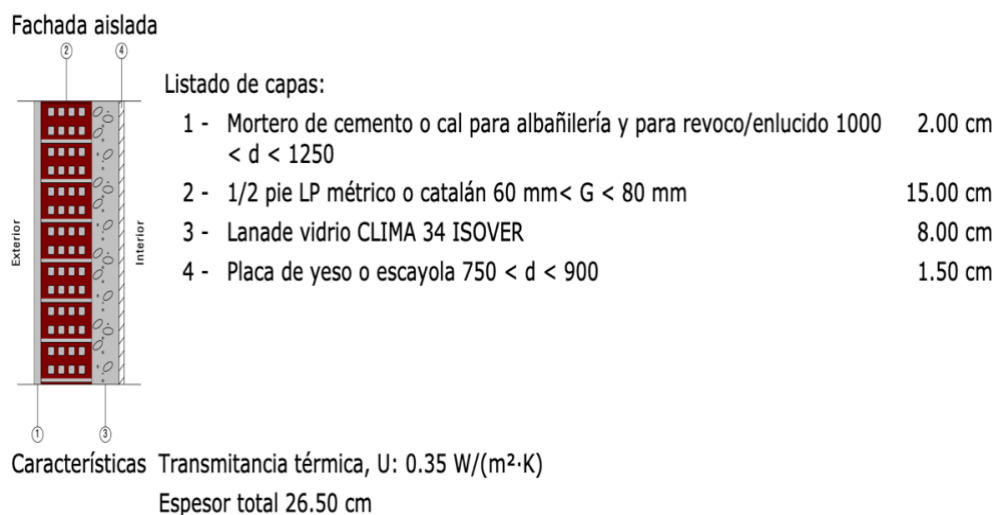 Fachada aislada
2 4
Listado de capas:
1 - Mortero de cemento o cal para albañilería y para revoco/enlucido 1000 2.00 cm
< d < 1250
2 - 1/2 pie LP métrico o catalán 60 mm< G < 80 mm 15.00 cm
3 - Lanade vidrio CLIMA 34 ISOVER 8.00 cm
4 - Placa de yeso o escayola 750 < d < 900 1.50 cm
Exterior
Interior
1 3
Características Transmitancia térmica, U: 0.35 W/(m²·K)
Espesor total 26.50 cm